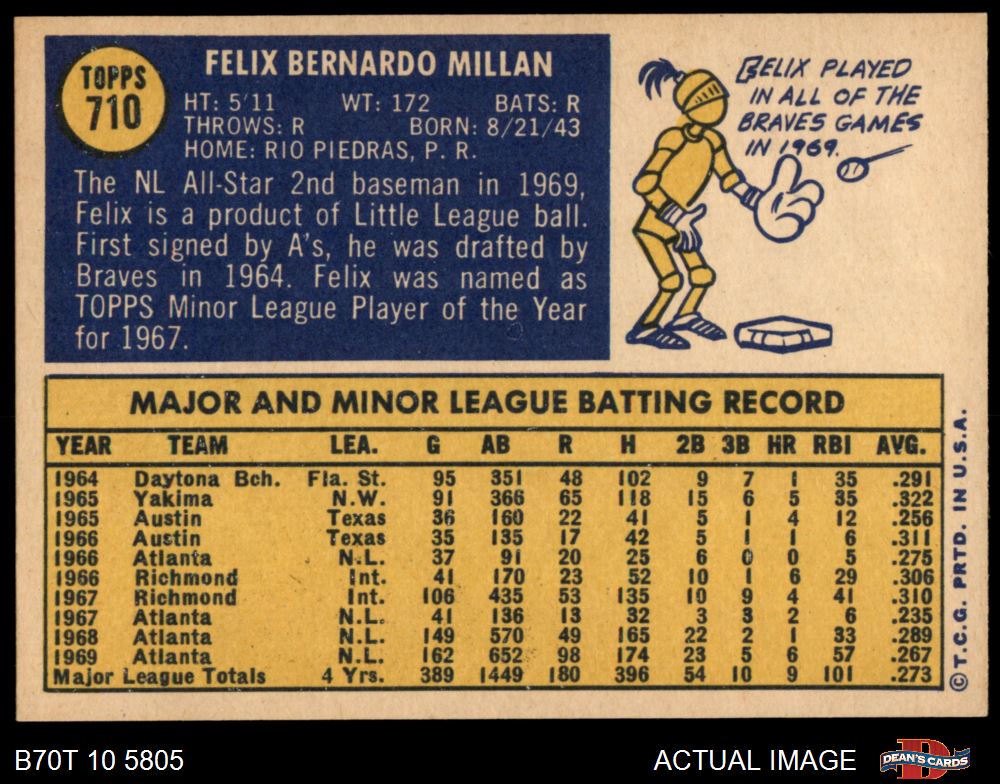 TOPPS
710
FELIX BERNARDO MILLAN
HT: 5'11 WT: 172 BATS: R
THROWS: R BORN: 8/21/43
HOME: RIO PIEDRAS, P. R.
The NL All-Star 2nd baseman in 1969,
Felix is a product of Little League ball.
First signed by A's, he was drafted by
Braves in 1964. Felix was named as
TOPPS Minor League Player of the Year
for 1967.
FELIX PLAYED
IN ALL OF THE
BRAVES GAMES
IN 1969.
MAJOR AND MINOR LEAGUE BATTING RECORD
YEAR TEAM LEA. G AB R H 2B 3B HR RBI AVG.
1964 Daytona Bch. Fla. St. 95 351 48 102 9 7 1 35 .291
1965 Yakima N.W. 91 366 65 118 15 6 5 35 .322
1965 Austin Texas 36 160 22 41 5 1 4 12 .256
1966 Austin Texas 35 135 17 42 5 1 1 6 .311
1966 Atlanta N.L. 37 91 20 25 6 0 0 5 .275
1966 Richmond Int. 41 170 23 52 10 1 6 29 .306
1967 Richmond Int. 106 435 53 135 10 9 4 41 .310
1967 Atlanta N.L. 41 136 13 32 3 3 2 6 .235
1968 Atlanta N.L. 149 570 49 165 22 2 1 33 .289
1969 Atlanta N.L. 162 652 98 174 23 5 6 57 .267
Major League Totals 4 Yrs. 389 1449 180 396 54 10 9 101 .273
© T.C.G. PRTD. IN U.S.A.
B70T 10 5805
ACTUAL IMAGE
DEAN'S CARDS